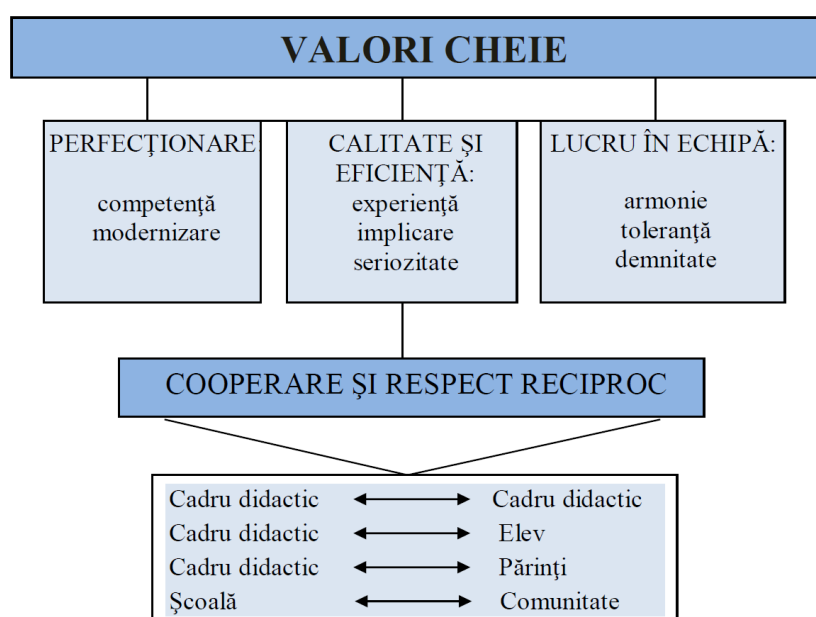 VALORI CHEIE
PERFECŢIONARE:
competenţă
modernizare
CALITATE ŞI
EFICIENŢĂ:
experienţă
implicare
seriozitate
LUCRU ÎN ECHIPĂ:
armonie
toleranţă
demnitate
COOPERARE ŞI RESPECT RECIPROC
Cadru didactic Cadru didactic
Cadru didactic Elev
Cadru didactic Părinţi
Şcoală Comunitate